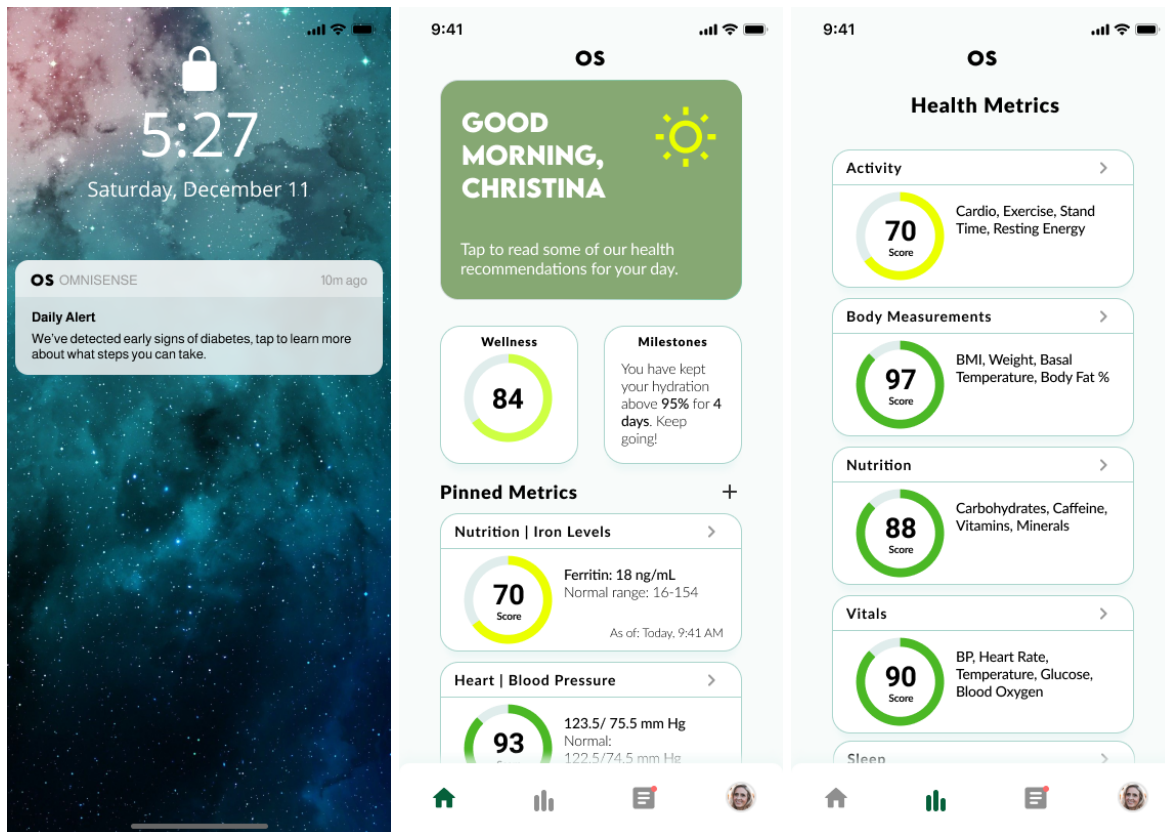 5:27
Saturday, December 11
OS OMNISENSE 10m ago
Daily Alert
We've detected early signs of diabetes, tap to learn more
about what steps you can take.
9:41
OS
GOOD
MORNING,
CHRISTINA
Tap to read some of our health
recommendations for your day.
Wellness
84
Milestones
You have kept
your hydration
above 95% for 4
days. Keep
going!
Pinned Metrics +
Nutrition | Iron Levels
70
Score
Ferritin: 18 ng/mL
Normal range: 16-154
As of: Today, 9:41 AM
Heart | Blood Pressure
93
123.5/ 75.5 mm Hg
Normal:
122.5/74.5 mm Hg
9:41
OS
Health Metrics
Activity
70
Score
Cardio, Exercise, Stand
Time, Resting Energy
Body Measurements
97
Score
BMI, Weight, Basal
Temperature, Body Fat %
Nutrition
88
Score
Carbohydrates, Caffeine,
Vitamins, Minerals
Vitals
90
Score
BP, Heart Rate,
Temperature, Glucose,
Blood Oxygen
Sleep